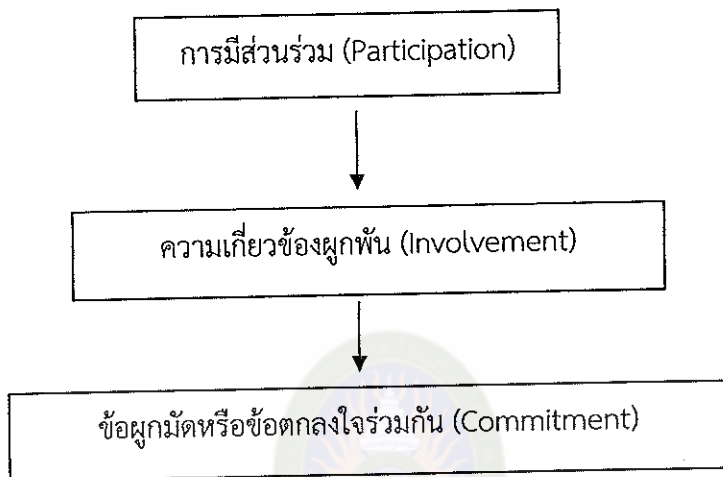 การมีส่วนร่วม (Participation)
ความเกี่ยวข้องผูกพัน (Involvement)
ข้อผูกมัดหรือข้อตกลงใจร่วมกัน (Commitment)